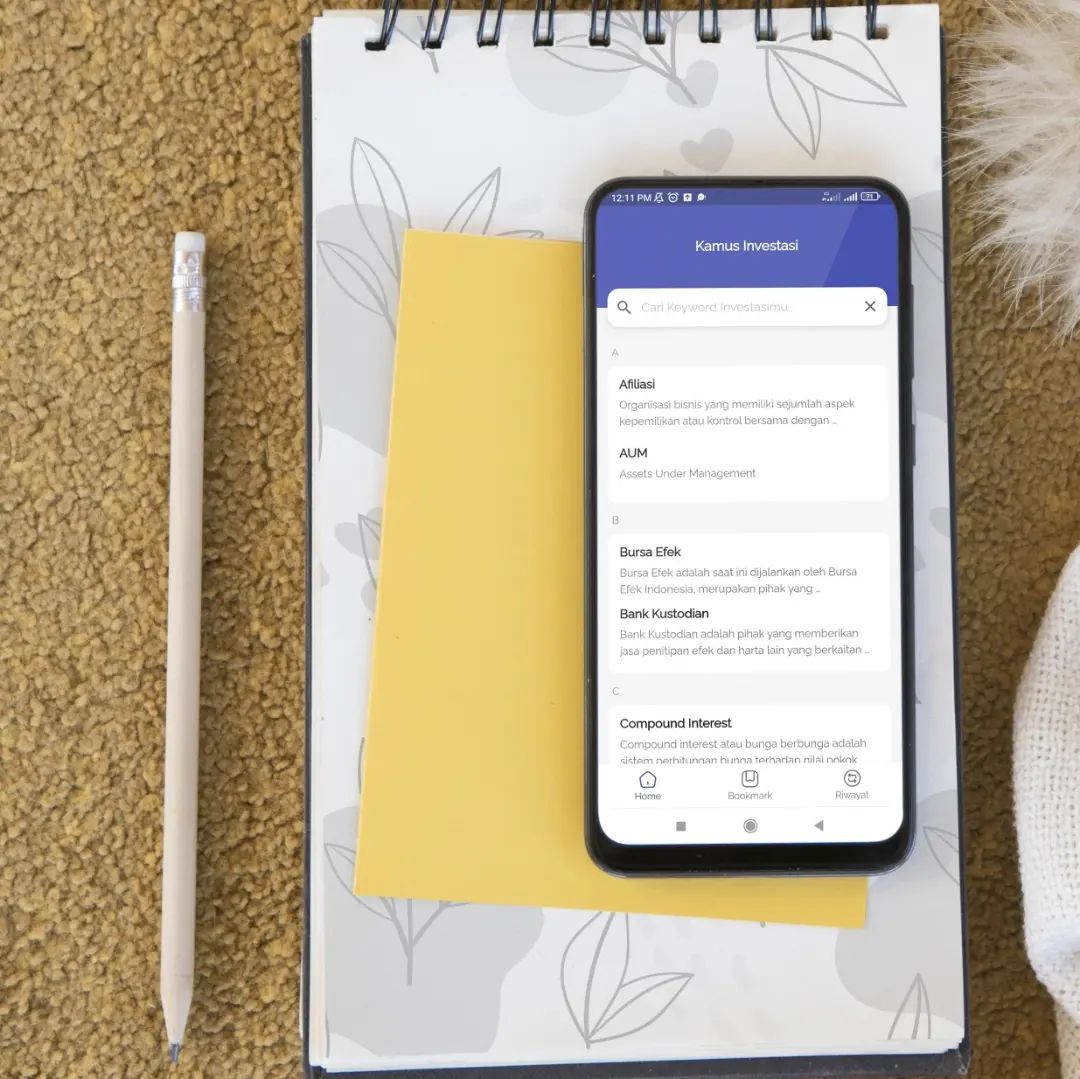 12:11 PM
71
Kamus Investasi
Cari Keyword Investasimu..
A
Afiliasi
Organisasi bisnis yang memiliki sejumlah aspek
kepemilikan atau kontrol bersama dengan ...
AUM
Assets Under Management
B
Bursa Efek
Bursa Efek adalah saat ini dijalankan oleh Bursa
Efek Indonesia, merupakan pihak yang ...
Bank Kustodian
Bank Kustodian adalah pihak yang memberikan
jasa penitipan efek dan harta lain yang berkaitan ...
C
Compound Interest
Compound interest atau bunga berbunga adalah
sistem perhitungan bunga terhadap nilai pokok
Home
Bookmark
Riwayat